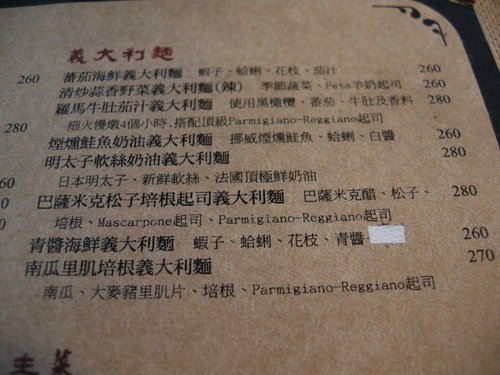 義大利麵
260 蕃茄海鮮義大利麵 蝦子、蛤蜊、花枝、茄汁 260
清炒蒜香野菜義大利麵(辣) 季節蔬菜、Feta羊奶起司 260
羅馬牛肚茄汁義大利麵 使用黑橄欖、番茄、牛肚及香料 280
280 細火慢燉4個小時,搭配頂級Parmigiano-Reggiano起司
煙燻鮭魚奶油義大利麵 挪威煙燻鮭魚、蛤蜊、白醬 260
明太子軟絲奶油義大利麵 280
260 日本明太子、新鮮軟絲、法國頂極鮮奶油
巴薩米克松子培根起司義大利麵 巴薩米克醋、松子、 280
培根、Mascarpone起司、Parmigiano-Reggiano起司
青醬海鮮義大利麵 蝦子、蛤蜊、花枝、青醬 260
南瓜里肌培根義大利麵 270
南瓜、大麥豬里肌片、培根、Parmigiano-Reggiano起司
主菜